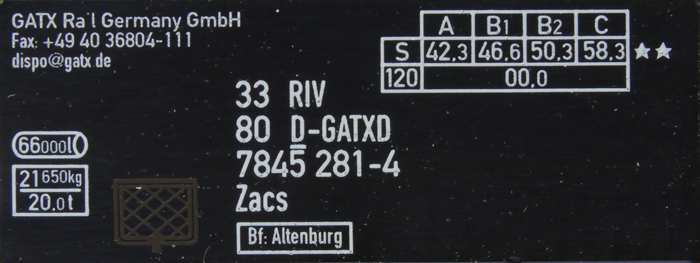 GATX Ra l Germany GmbH
Fax: +49 40 36804-111
dispo@gatx de
A B1 B2 C
S 42,3 46,6 50,3 58,3 ★★
120 00,0
33 RIV
80 D-GATXD
7845 281-4
Zacs
Bf: Altenburg
66000l
21650kg
20.0t